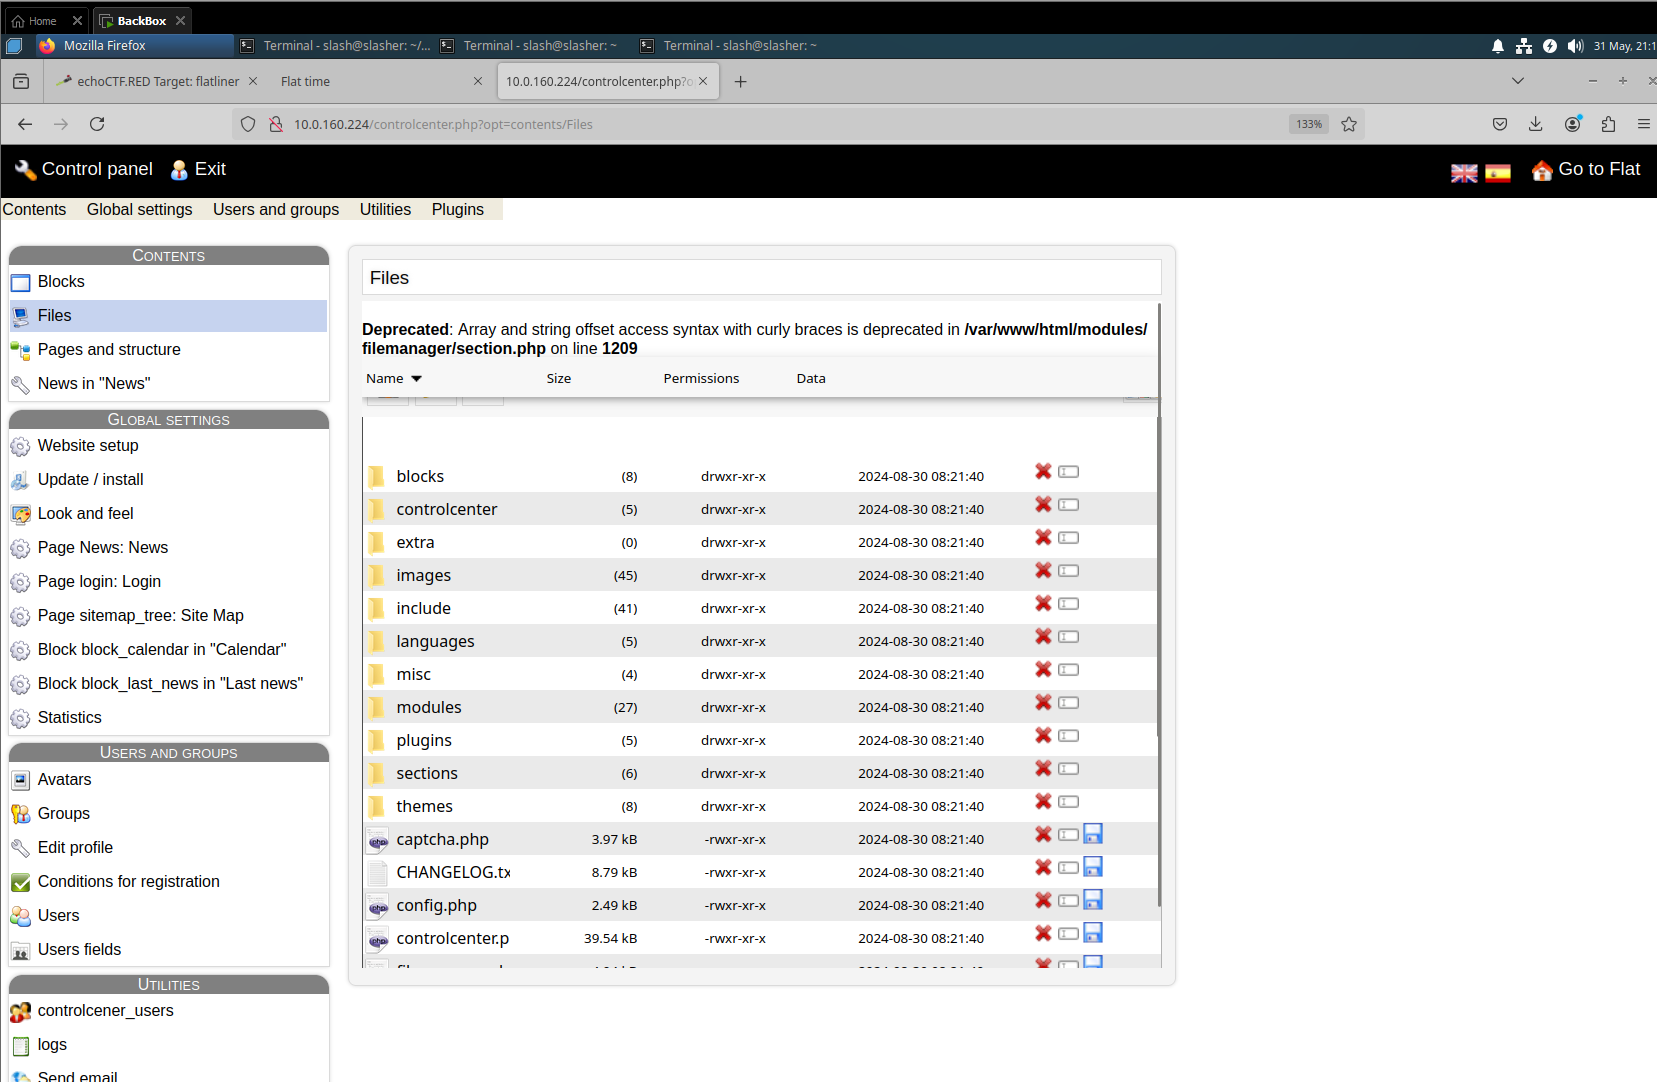 Home
BackBox
Mozilla Firefox
Terminal - slash@slasher: ~/...
Terminal - slash@slasher: ~
Terminal - slash@slasher: ~
31 May, 21:1
echoCTF.RED Target: flatliner
Flat time
10.0.160.224/controlcenter.php?o
10.0.160.224/controlcenter.php?opt=contents/Files
133%
Control panel
Exit
Go to Flat
Contents
Global settings
Users and groups
Utilities
Plugins
Contents
Blocks
Files
Pages and structure
News in "News"
Global settings
Website setup
Update / install
Look and feel
Page News: News
Page login: Login
Page sitemap_tree: Site Map
Block block_calendar in "Calendar"
Block block_last_news in "Last news"
Statistics
Users and groups
Avatars
Groups
Edit profile
Conditions for registration
Users
Users fields
Utilities
controlcener_users
logs
Send email
Files
Deprecated: Array and string offset access syntax with curly braces is deprecated in /var/www/html/modules/
filemanager/section.php on line 1209
Name Size Permissions Data
blocks (8) drwxr-xr-x 2024-08-30 08:21:40
controlcenter (5) drwxr-xr-x 2024-08-30 08:21:40
extra (0) drwxr-xr-x 2024-08-30 08:21:40
images (45) drwxr-xr-x 2024-08-30 08:21:40
include (41) drwxr-xr-x 2024-08-30 08:21:40
languages (5) drwxr-xr-x 2024-08-30 08:21:40
misc (4) drwxr-xr-x 2024-08-30 08:21:40
modules (27) drwxr-xr-x 2024-08-30 08:21:40
plugins (5) drwxr-xr-x 2024-08-30 08:21:40
sections (6) drwxr-xr-x 2024-08-30 08:21:40
themes (8) drwxr-xr-x 2024-08-30 08:21:40
captcha.php 3.97 kB -rwxr-xr-x 2024-08-30 08:21:40
CHANGELOG.tx 8.79 kB -rwxr-xr-x 2024-08-30 08:21:40
config.php 2.49 kB -rwxr-xr-x 2024-08-30 08:21:40
controlcenter.p 39.54 kB -rwxr-xr-x 2024-08-30 08:21:40